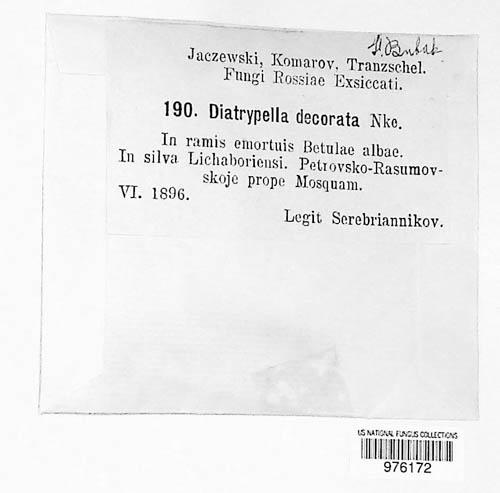 Bubak
Jaczewski, Komarov, Tranzschel.
Fungi Rossiae Exsiccati.
190. Diatrypella decorata Nke.
In ramis emortuis Betulae albae.
In silva Lichaboriensi. Petrovsko-Rasumov-
skoje prope Mosquam.
VI. 1896.
Legit Serebriannikov.
US NATIONAL FUNGUS COLLECTIONS
976172